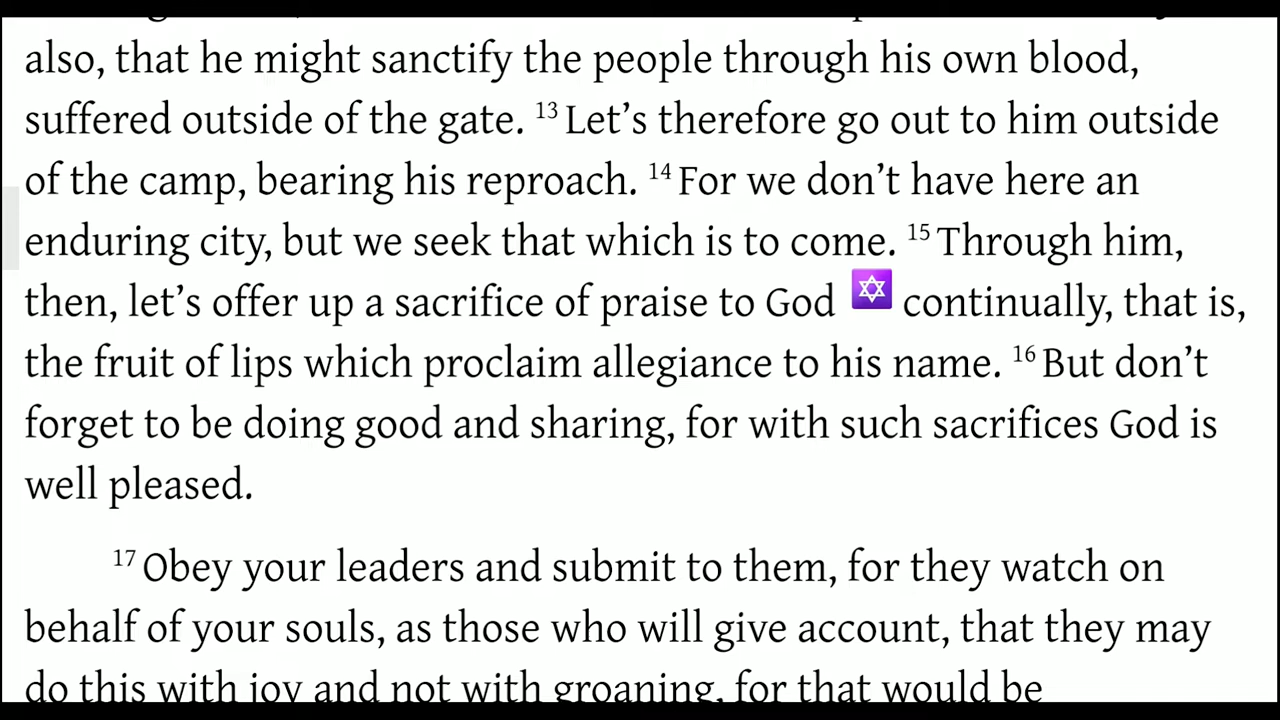 also, that he might sanctify the people through his own blood,
suffered outside of the gate. ¹³ Let’s therefore go out to him outside
of the camp, bearing his reproach. ¹⁴ For we don’t have here an
enduring city, but we seek that which is to come. ¹⁵ Through him,
then, let’s offer up a sacrifice of praise to God 🔯 continually, that is,
the fruit of lips which proclaim allegiance to his name. ¹⁶ But don’t
forget to be doing good and sharing, for with such sacrifices God is
well pleased.
¹⁷ Obey your leaders and submit to them, for they watch on
behalf of your souls, as those who will give account, that they may
do this with joy and not with groaning, for that would be